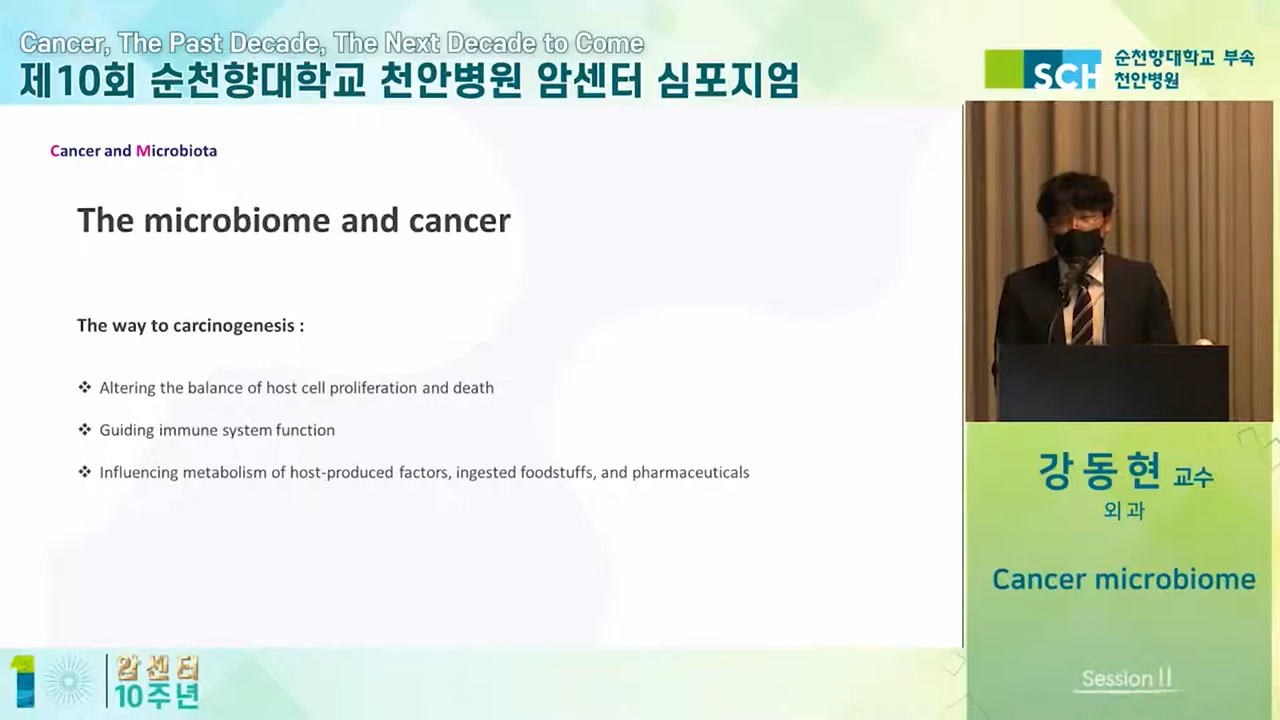 Cancer, The Past Decade, The Next Decade to Come
제10회 순천향대학교 천안병원 암센터 심포지엄
SCH
순천향대학교 부속
천안병원
Cancer and Microbiota
The microbiome and cancer
The way to carcinogenesis :
❖ Altering the balance of host cell proliferation and death
❖ Guiding immune system function
❖ Influencing metabolism of host-produced factors, ingested foodstuffs, and pharmaceuticals
강동현 교수
외과
Cancer microbiome
Session II
암센터
10주년